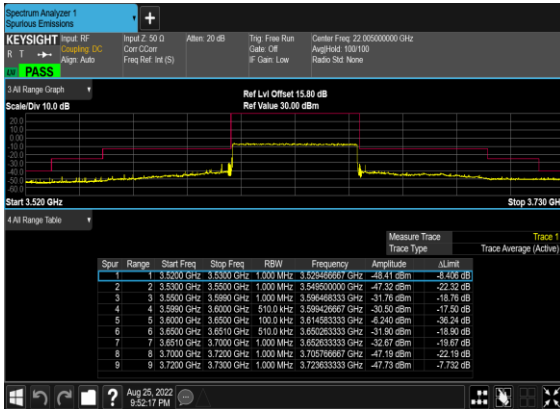 Spectrum Analyzer 1
Spurious Emissions
KEYSIGHT
R T
Input: RF
Coupling: DC
Align: Auto
Input Z: 50 Ω
Corr CCorr
Freq Ref: Int (S)
Atten: 20 dB
Trig: Free Run
Gate: Off
IF Gain: Low
Center Freq: 22.005000000 GHz
Avg|Hold: 100/100
Radio Std: None
PASS
3 All Range Graph
Scale/Div 10.0 dB
Ref Lvl Offset 15.80 dB
Ref Value 30.00 dBm
20.0
10.0
0.00
-10.0
-20.0
-30.0
-40.0
-50.0
-60.0
Start 3.520 GHz
Stop 3.730 GHz
4 All Range Table
Measure Trace Trace 1
Trace Type Trace Average (Active)
Spur Range Start Freq Stop Freq RBW Frequency Amplitude ΔLimit
1 1 3.5200 GHz 3.5300 GHz 1.000 MHz 3.529466667 GHz -48.41 dBm -8.406 dB
2 2 3.5300 GHz 3.5500 GHz 1.000 MHz 3.549500000 GHz -47.32 dBm -22.32 dB
3 3 3.5500 GHz 3.5990 GHz 1.000 MHz 3.596468333 GHz -31.76 dBm -18.76 dB
4 4 3.5990 GHz 3.6000 GHz 510.0 kHz 3.599426667 GHz -30.50 dBm -17.50 dB
5 5 3.6000 GHz 3.6500 GHz 100.0 kHz 3.614583333 GHz -6.240 dBm -36.24 dB
6 6 3.6500 GHz 3.6510 GHz 510.0 kHz 3.650263333 GHz -31.90 dBm -18.90 dB
7 7 3.6510 GHz 3.7000 GHz 1.000 MHz 3.652633333 GHz -32.67 dBm -19.67 dB
8 8 3.7000 GHz 3.7200 GHz 1.000 MHz 3.705766667 GHz -47.19 dBm -22.19 dB
9 9 3.7200 GHz 3.7300 GHz 1.000 MHz 3.723633333 GHz -47.73 dBm -7.732 dB
Aug 25, 2022
9:52:17 PM